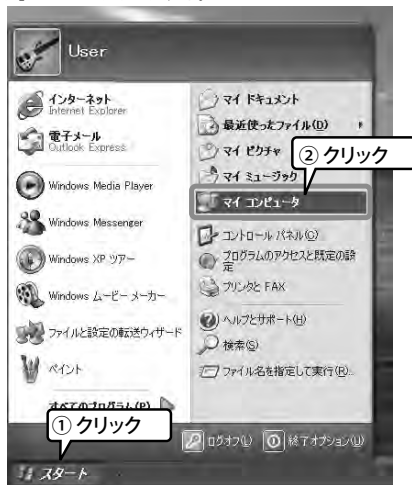 User
インターネット
Internet Explorer
電子メール
Outlook Express
Windows Media Player
Windows Messenger
Windows XP ツアー
Windows ムービー メーカー
ファイルと設定の転送ウィザード
ペイント
すべてのプログラム(P)
① クリック
マイ ドキュメント
最近使ったファイル(D)
マイ ピクチャ
② クリック
マイ ミュージック
マイ コンピュータ
コントロール パネル(C)
プログラムのアクセスと既定の設
定
プリンタと FAX
ヘルプとサポート(H)
検索(S)
ファイル名を指定して実行(R)...
ログオフ(L)
終了オプション(U)
スタート